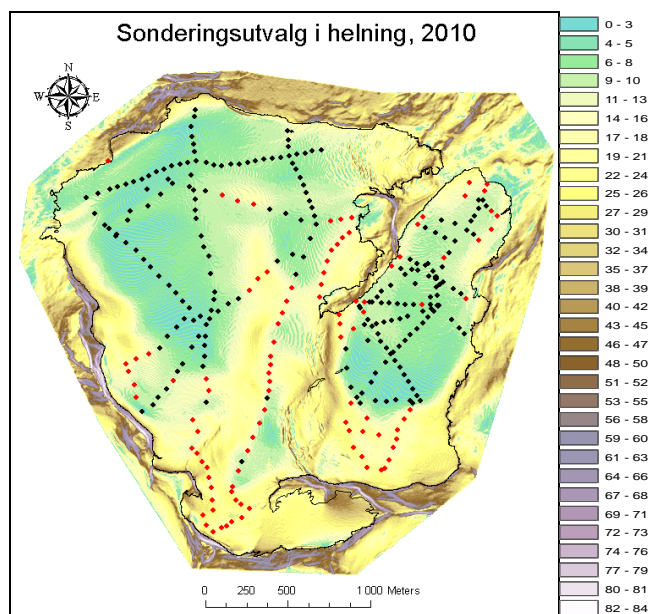 Sonderingsutvalg i helning, 2010
N
W E
S
0 250 500 1 000 Meters
0 - 3
4 - 5
6 - 8
9 - 10
11 - 13
14 - 16
17 - 18
19 - 21
22 - 24
25 - 26
27 - 29
30 - 31
32 - 34
35 - 37
38 - 39
40 - 42
43 - 45
46 - 47
48 - 50
51 - 52
53 - 55
56 - 58
59 - 60
61 - 63
64 - 66
67 - 68
69 - 71
72 - 73
74 - 76
77 - 79
80 - 81
82 - 84